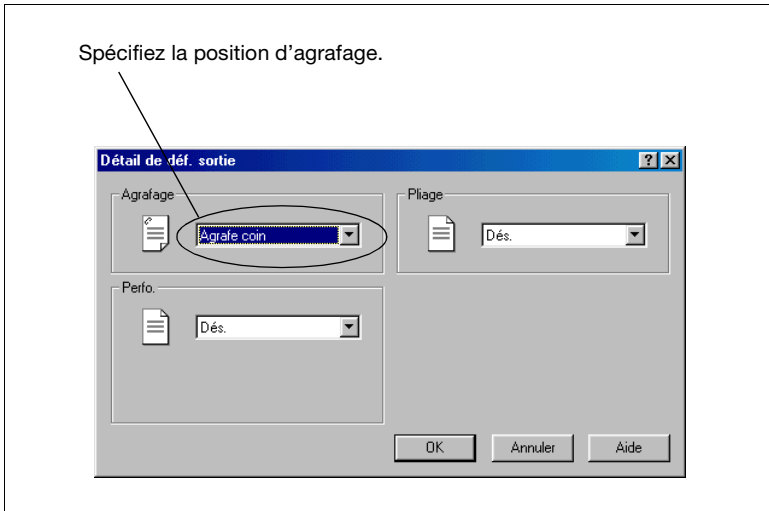 Spécifiez la position d’agrafage.
Détail de déf. sortie
Agrafage
Agrafe coin
Pliage
Dés.
Perfo.
Dés.
OK
Annuler
Aide